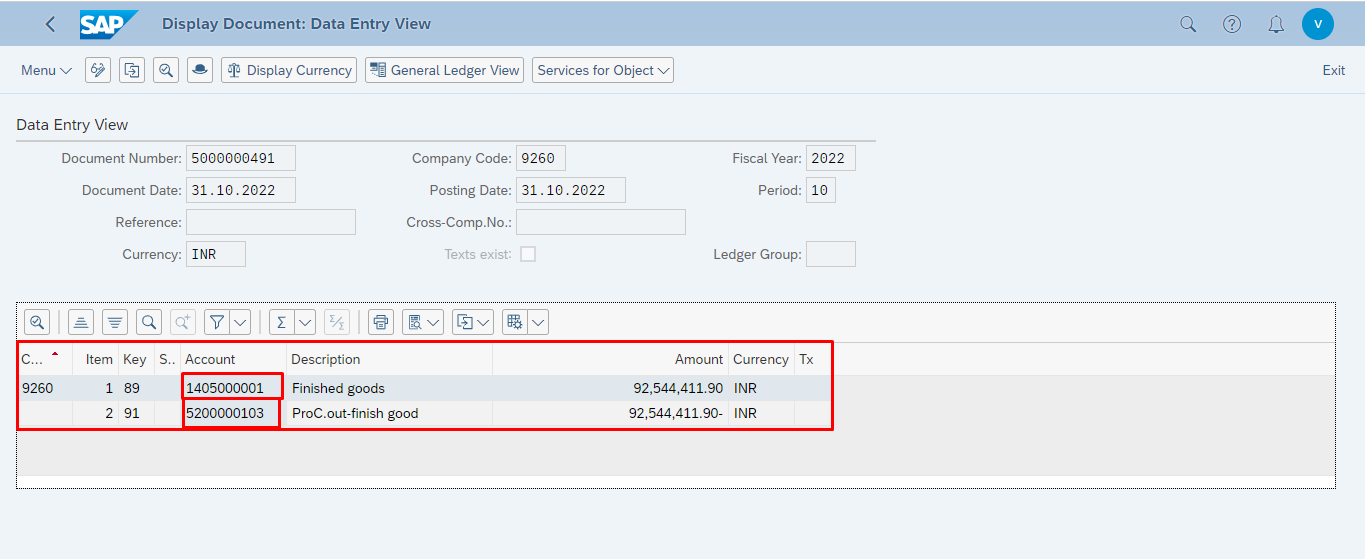 SAP Display Document: Data Entry View V
Menu Display Currency General Ledger View Services for Object Exit
Data Entry View
Document Number: 5000000491 Company Code: 9260 Fiscal Year: 2022
Document Date: 31.10.2022 Posting Date: 31.10.2022 Period: 10
Reference: Cross-Comp.No.:
Currency: INR Texts exist: Ledger Group:
C... Item Key S.. Account Description Amount Currency Tx
9260 1 89 1405000001 Finished goods 92,544,411.90 INR
2 91 5200000103 ProC.out-finish good 92,544,411.90- INR